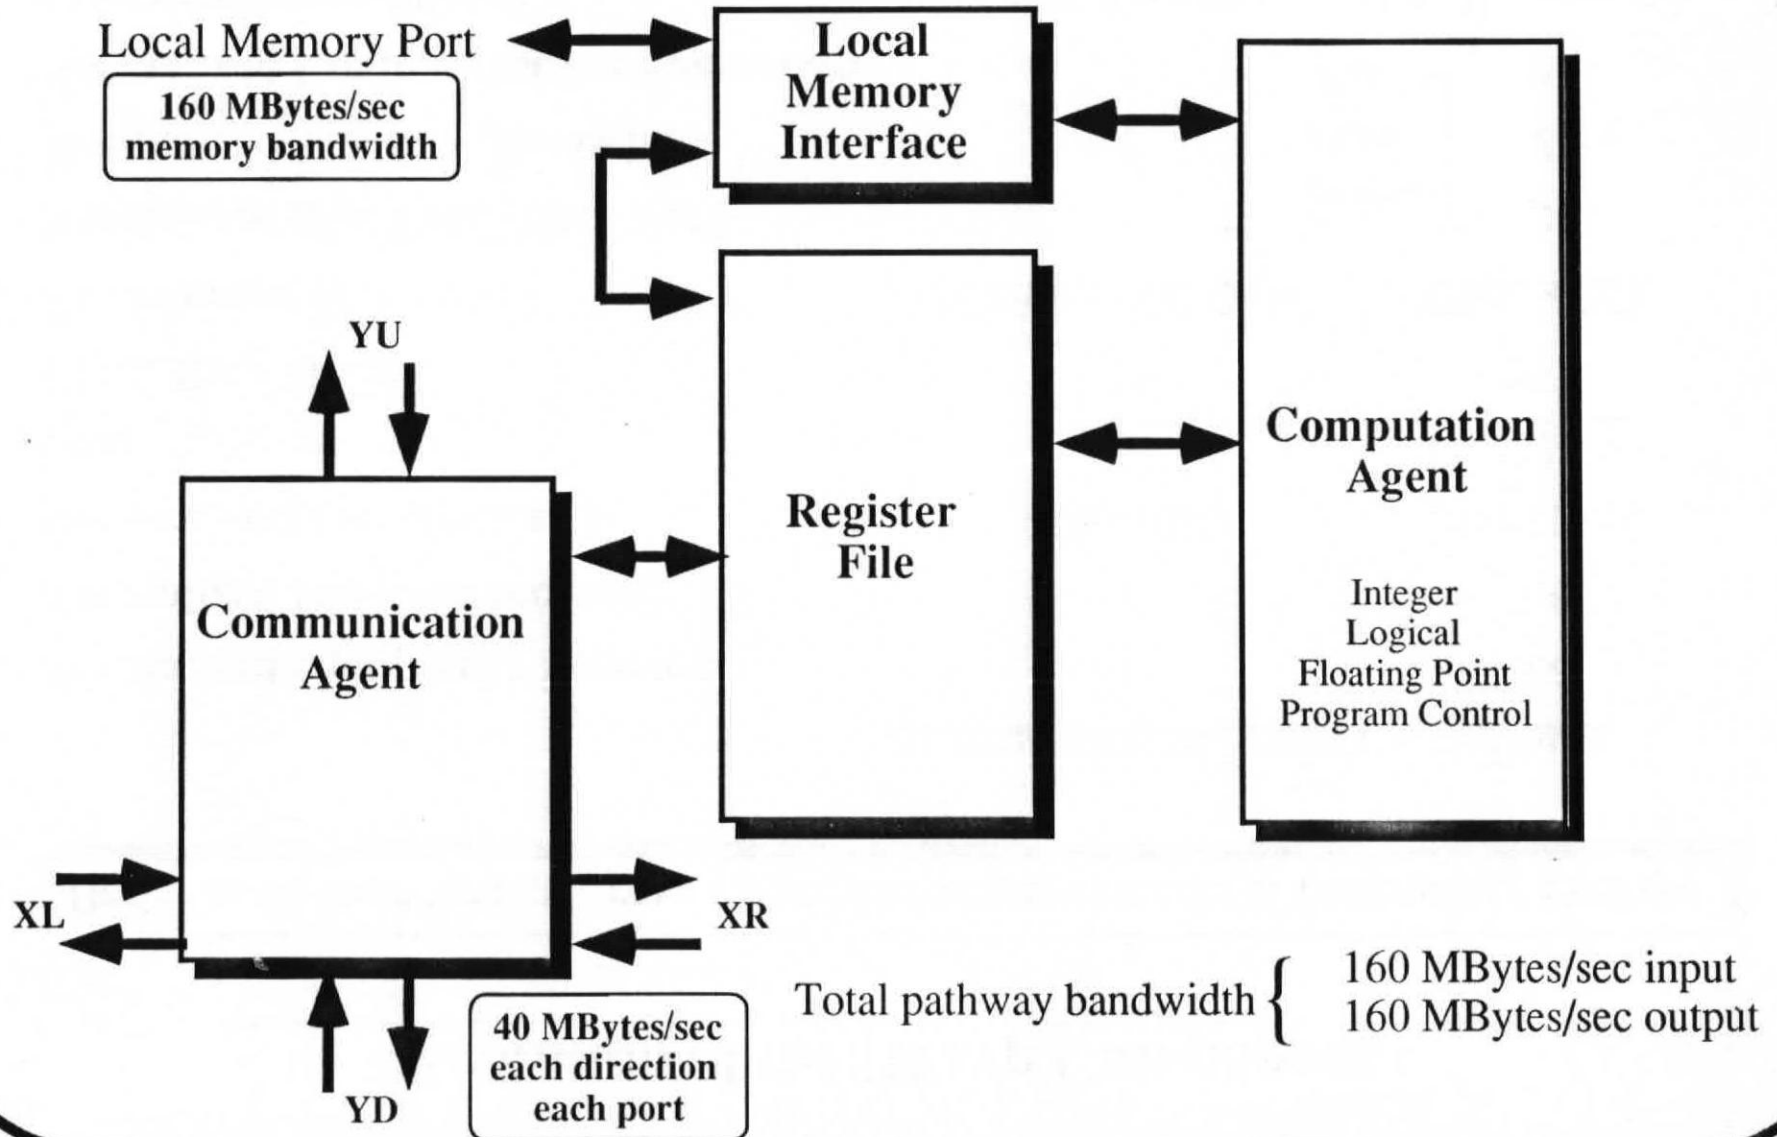 Local Memory Port
160 MBytes/sec
memory bandwidth
Local
Memory
Interface
YU
Computation
Agent
Integer
Logical
Floating Point
Program Control
Register
File
Communication
Agent
XL
XR
YD
40 MBytes/sec
each direction
each port
Total pathway bandwidth {
160 MBytes/sec input
160 MBytes/sec output